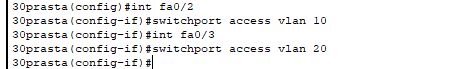 30prasta(config)#int fa0/2
30prasta(config-if)#switchport access vlan 10
30prasta(config-if)#int fa0/3
30prasta(config-if)#switchport access vlan 20
30prasta(config-if)#